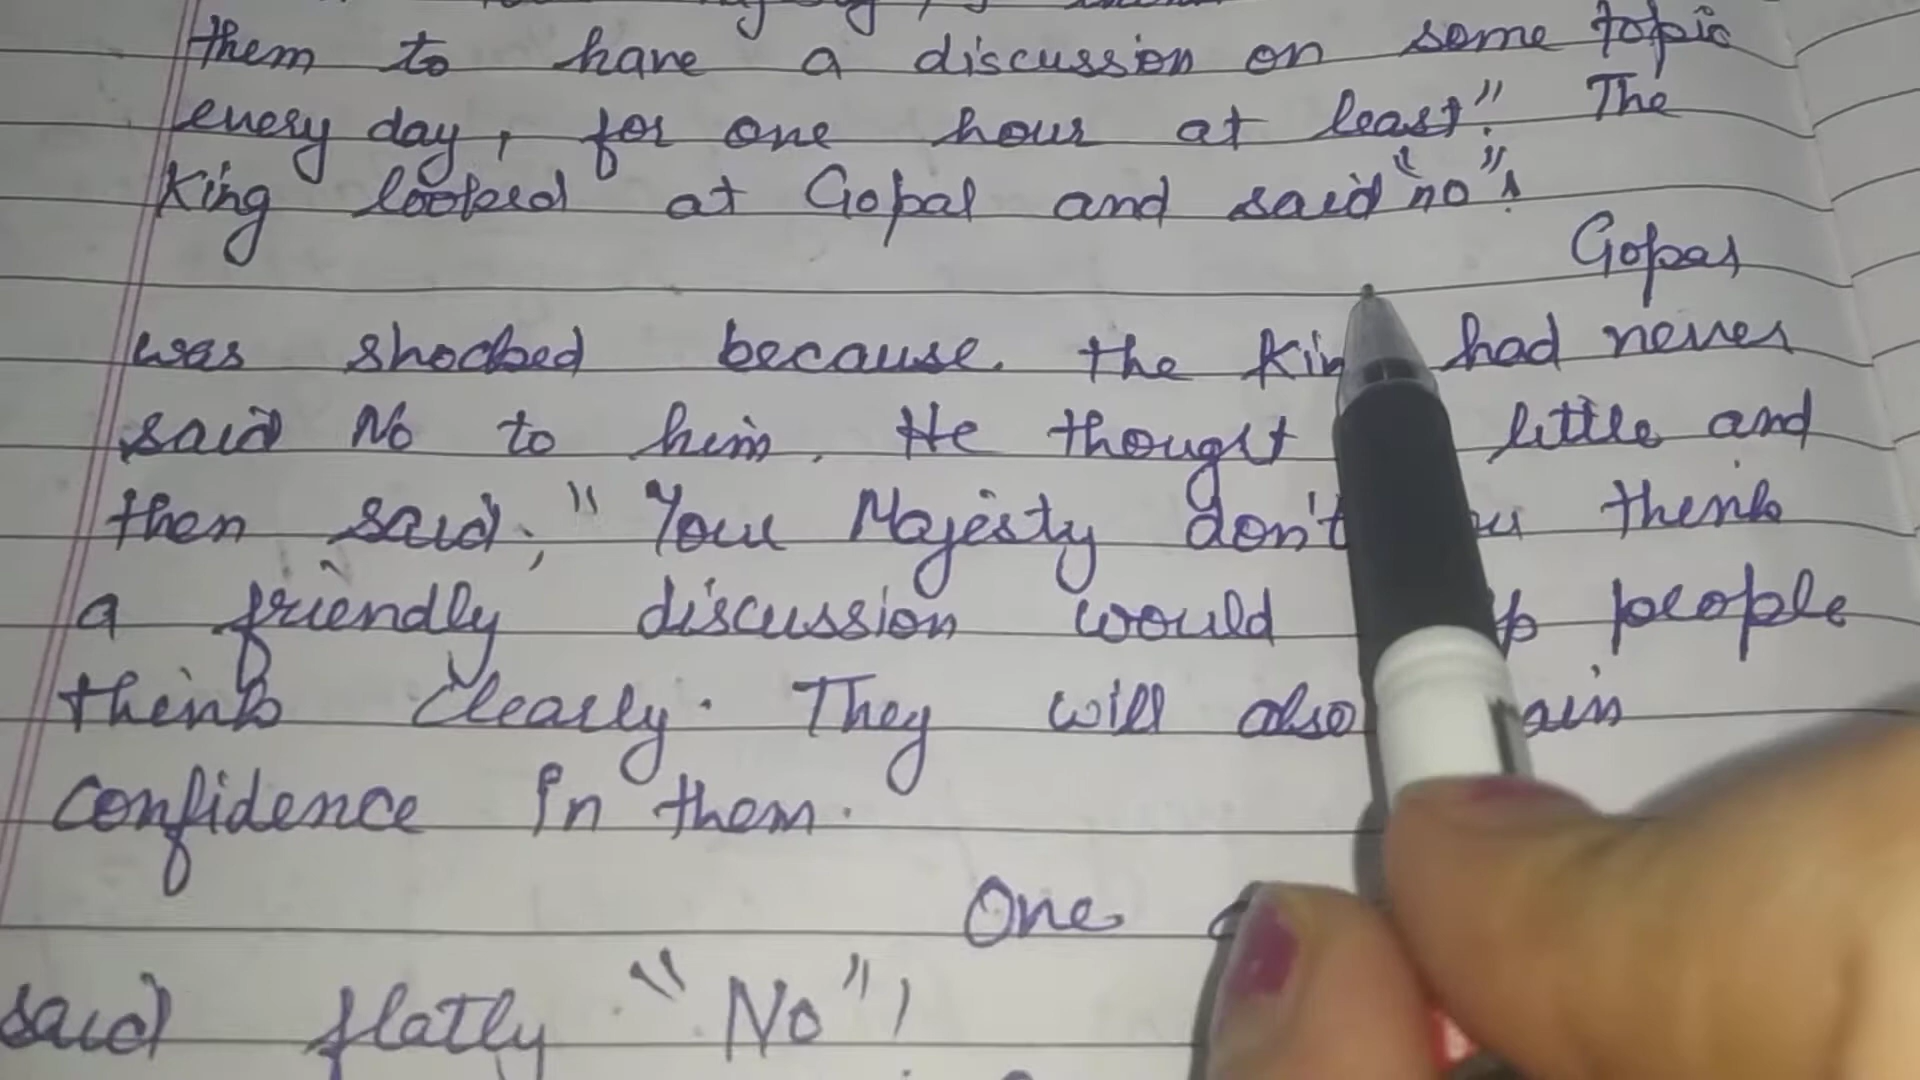 them to have a discussion on some topic
every day, for one hour at least". The
King looked at Gopal and said "no".
Gopal
was shocked because. the had never
said No to him. He thought little and
then said, "Your Majesty don't think
a friendly discussion would people
think clearly. They will also
confidence in them.
One
said flatly "No"!